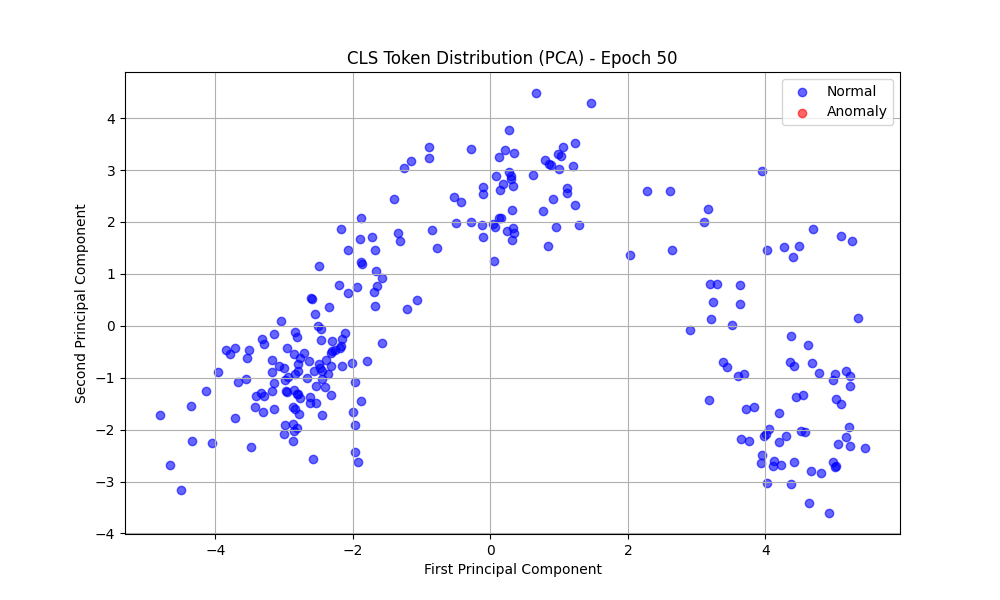 CLS Token Distribution (PCA) - Epoch 50
Normal
Anomaly
4
3
2
1
0
−1
−2
−3
−4
Second Principal Component
−4
−2
0
2
4
First Principal Component